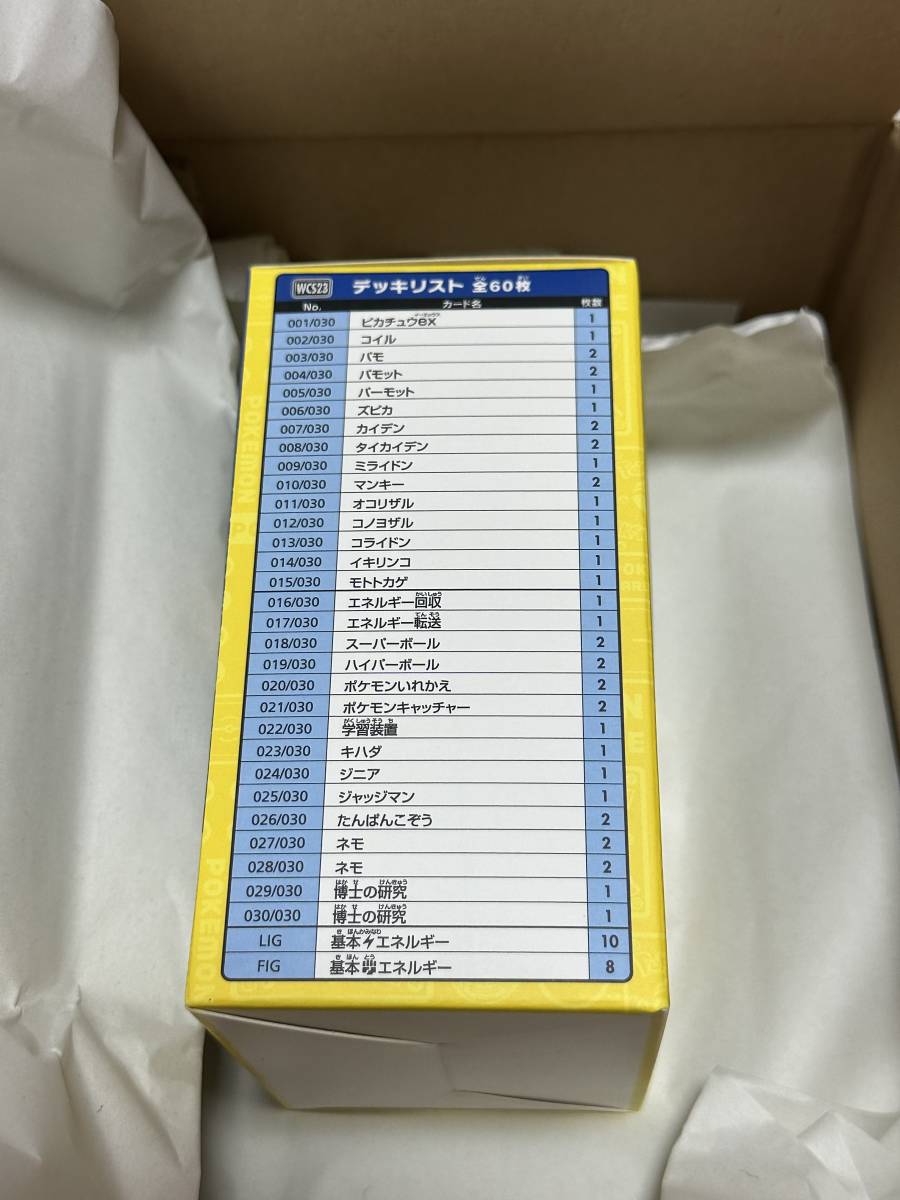 WCS23 デッキリスト 全60枚
No. カード名 枚数
001/030 ピカチュウex 1
002/030 コイル 1
003/030 パモ 2
004/030 パモット 2
005/030 パーモット 1
006/030 ズピカ 1
007/030 カイデン 2
008/030 タイカイデン 2
009/030 ミライドン 1
010/030 マンキー 2
011/030 オコリザル 1
012/030 コノヨザル 1
013/030 コライドン 1
014/030 イキリンコ 1
015/030 モトトカゲ 1
016/030 エネルギー回収 1
017/030 エネルギー転送 1
018/030 スーパーボール 2
019/030 ハイパーボール 2
020/030 ポケモンいれかえ 2
021/030 ポケモンキャッチャー 2
022/030 学習装置 1
023/030 キハダ 1
024/030 ジニア 1
025/030 ジャッジマン 1
026/030 たんぱんこぞう 2
027/030 ネモ 2
028/030 ネモ 2
029/030 博士の研究 1
030/030 博士の研究 1
LIG 基本エネルギー 10
FIG 基本エネルギー 8
POKEMON
POKEMON